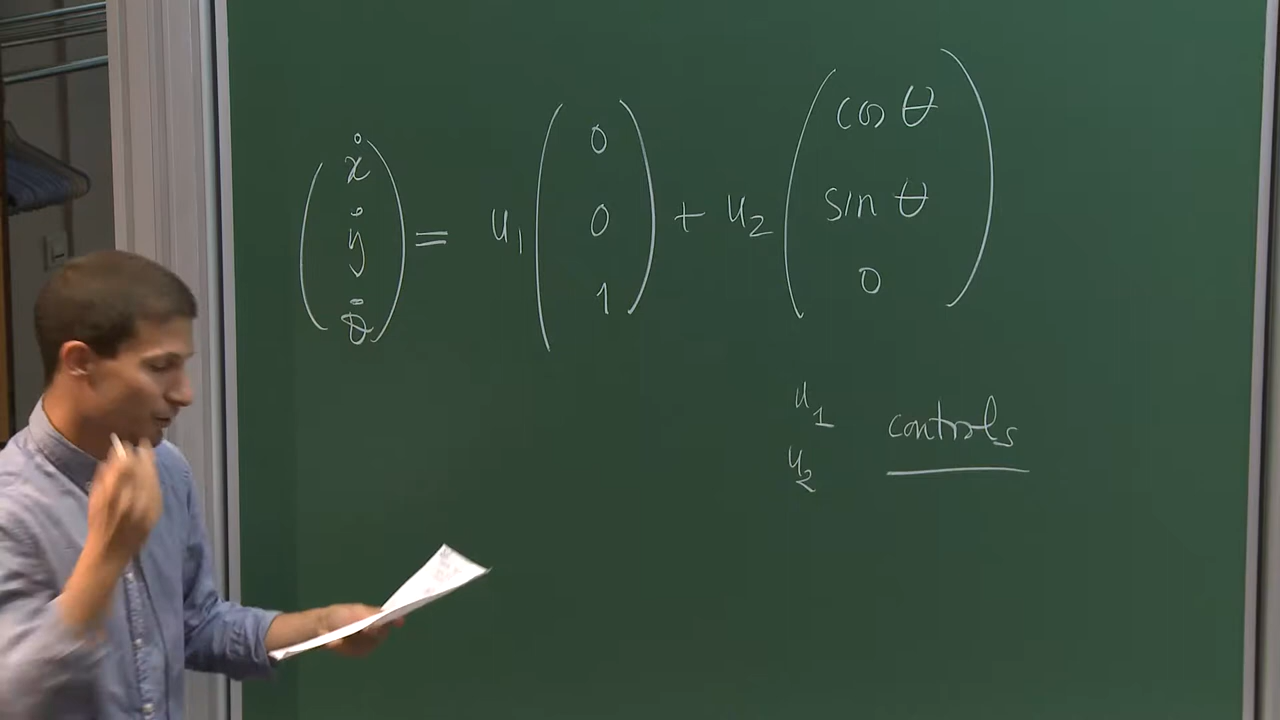 ẋ
ẏ
θ̇
= u₁
0
0
1
+ u₂
cos θ
sin θ
0
u₁
u₂
controls